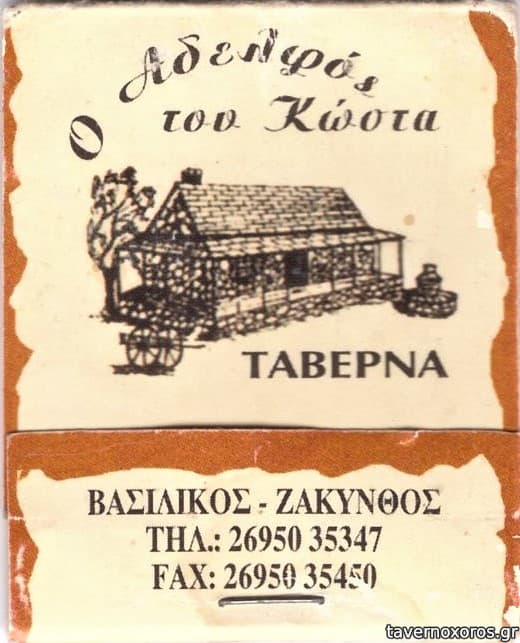 Ο Αδελφός
του Κώστα
ΤΑΒΕΡΝΑ
ΒΑΣΙΛΙΚΟΣ - ΖΑΚΥΝΘΟΣ
ΤΗΛ.: 26950 35347
FAX: 26950 35450
tavernoxoros.gr